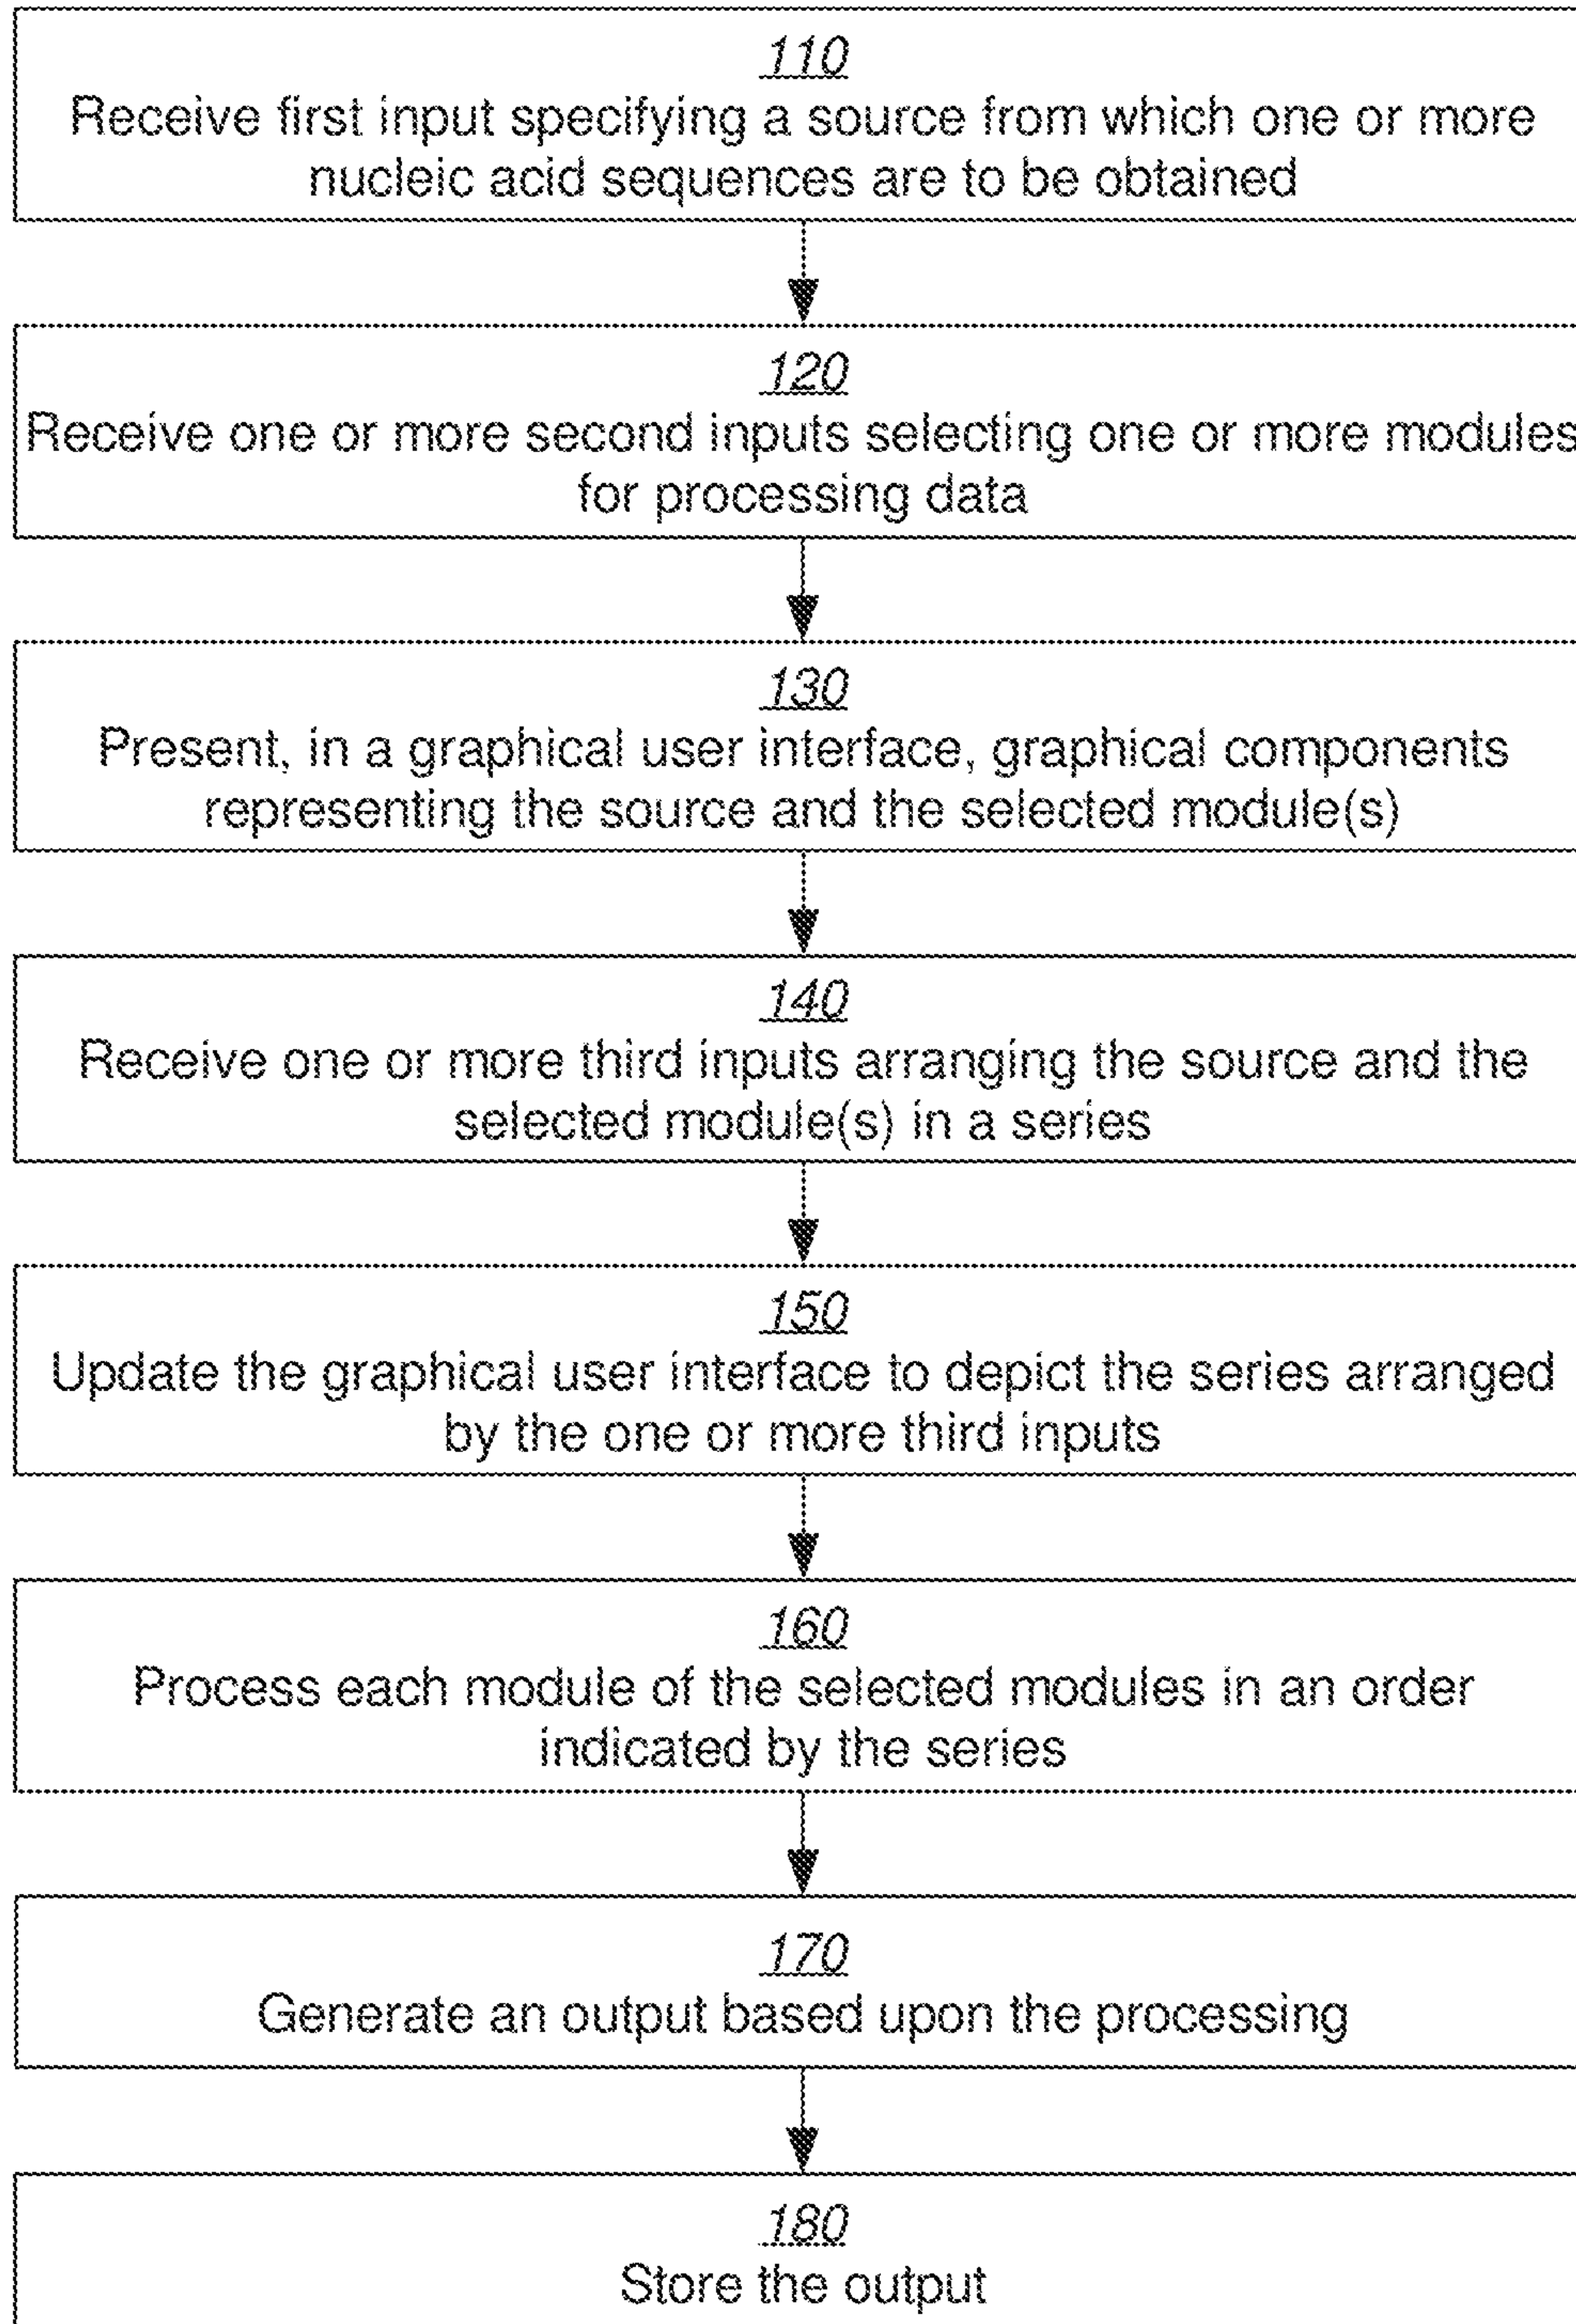 110
Receive first input specifying a source from which one or more
nucleic acid sequences are to be obtained
120
Receive one or more second inputs selecting one or more modules
for processing data
130
Present, in a graphical user interface, graphical components
representing the source and the selected module(s)
140
Receive one or more third inputs arranging the source and the
selected module(s) in a series
150
Update the graphical user interface to depict the series arranged
by the one or more third inputs
160
Process each module of the selected modules in an order
indicated by the series
170
Generate an output based upon the processing
180
Store the output